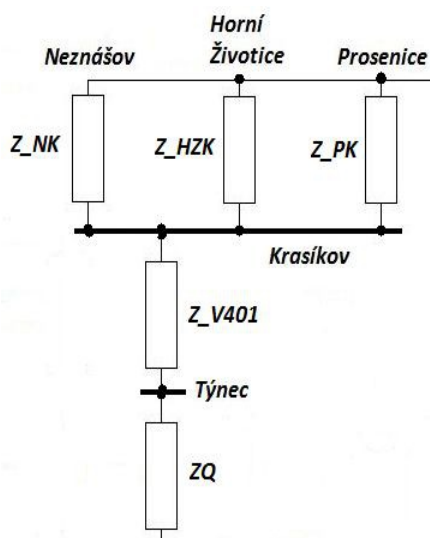 Neznášov
Horní
Životice
Prosenice
Z_NK
Z_HZK
Z_PK
Krasíkov
Z_V401
Týnec
ZQ